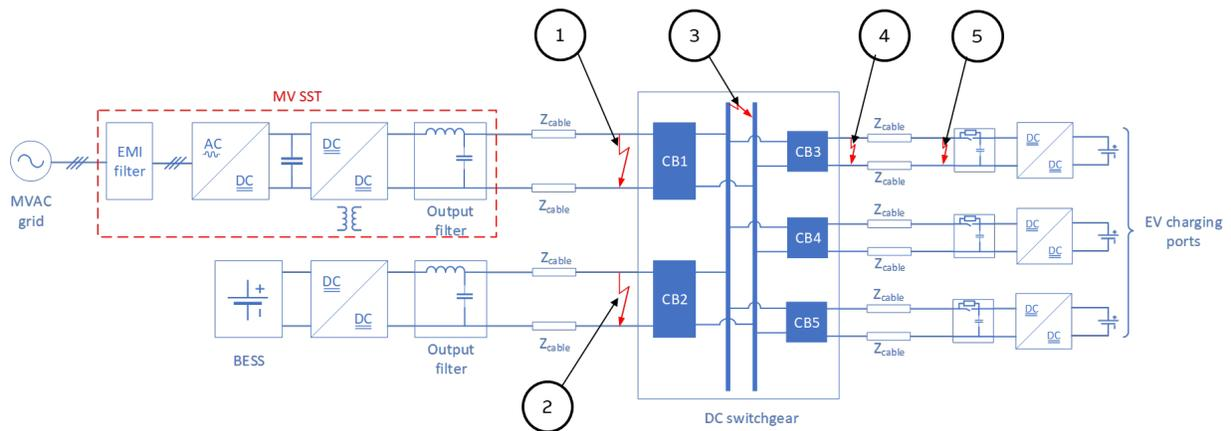 1
3
4
5
MV SST
Zcable
Zcable
EMI
filter
AC
DC
DC
DC
CB1
CB3
DC
DC
MVAC
grid
Output
filter
Zcable
Zcable
Zcable
CB4
DC
DC
EV charging
ports
Zcable
Zcable
DC
DC
CB2
Zcable
CB5
DC
DC
BESS
Output
filter
Zcable
Zcable
2
DC switchgear